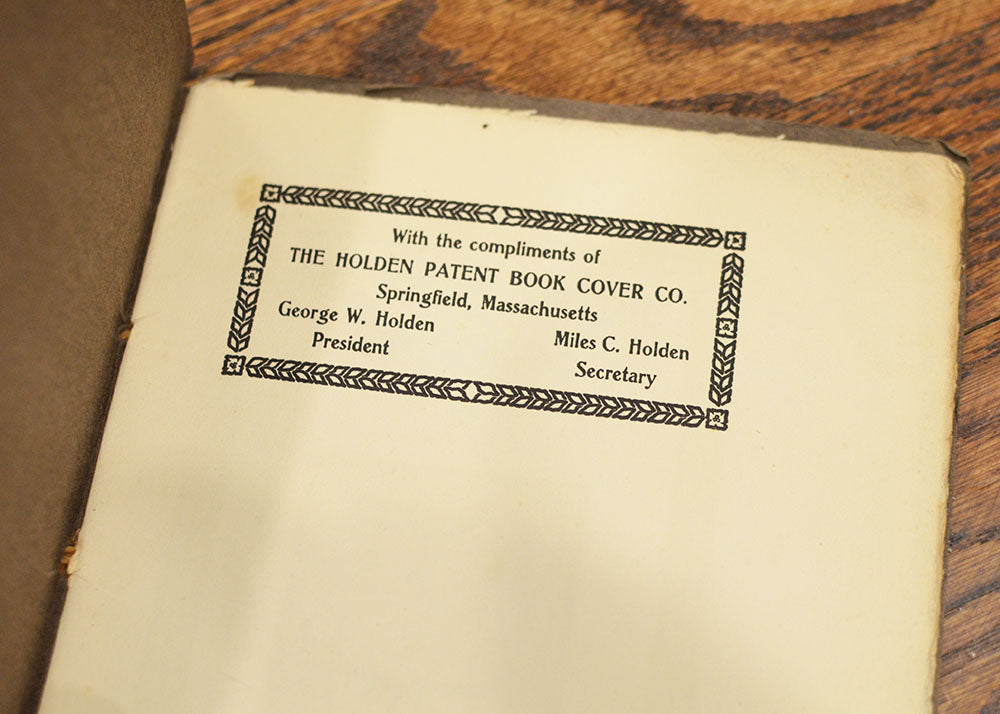 With the compliments of
THE HOLDEN PATENT BOOK COVER CO.
Springfield, Massachusetts
George W. Holden
President
Miles C. Holden
Secretary